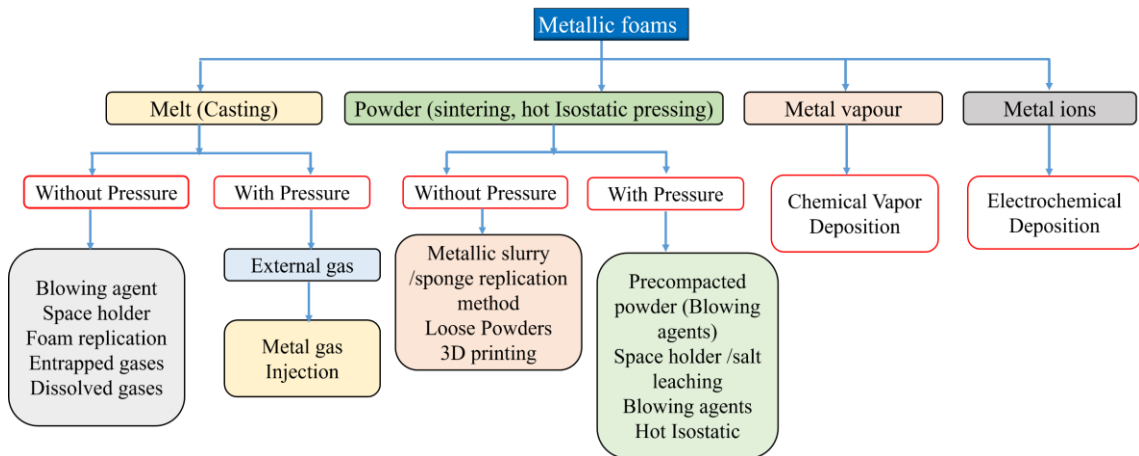 Metallic foams
Melt (Casting)
Powder (sintering, hot Isostatic pressing)
Metal vapour
Metal ions
Without Pressure
With Pressure
Without Pressure
With Pressure
Chemical Vapor
Deposition
Electrochemical
Deposition
Blowing agent
Space holder
Foam replication
Entrapped gases
Dissolved gases
External gas
Metal gas
Injection
Metallic slurry
/sponge replication
method
Loose Powders
3D printing
Precompacted
powder (Blowing
agents)
Space holder /salt
leaching
Blowing agents
Hot Isostatic